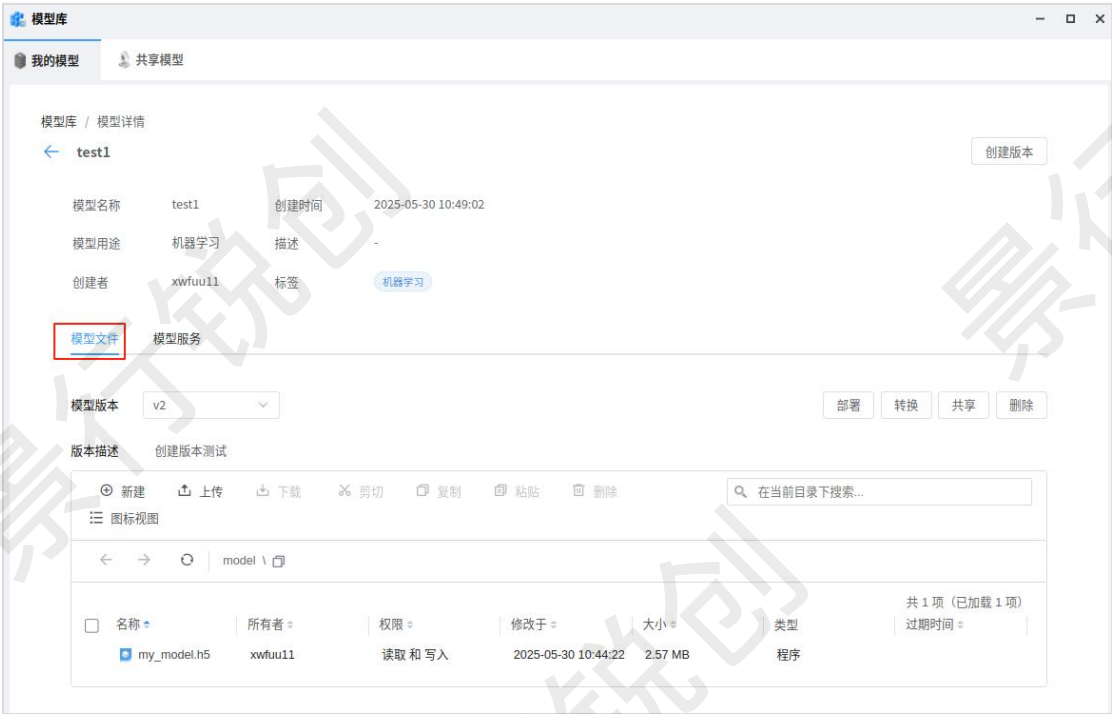 模型库
我的模型 共享模型
模型库 / 模型详情
test1 创建版本
模型名称 test1 创建时间 2025-05-30 10:49:02
模型用途 机器学习 描述 -
创建者 xwfuu11 标签 机器学习
模型文件 模型服务
模型版本 v2 部署 转换 共享 删除
版本描述 创建版本测试
新建 上传 下载 剪切 复制 粘贴 删除 在当前目录下搜索...
图标视图
model \
共 1 项（已加载 1 项）
名称 所有者 权限 修改于 大小 类型 过期时间
my_model.h5 xwfuu11 读取 和 写入 2025-05-30 10:44:22 2.57 MB 程序
景行锐创
景行
锐创